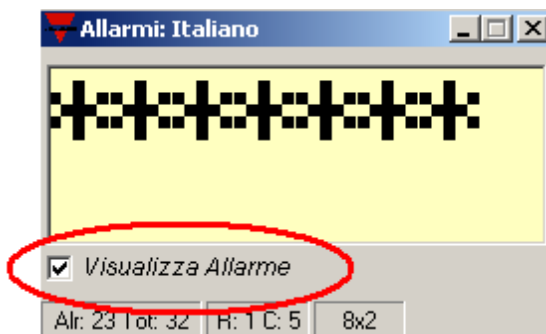 Allarmi: Italiano
Visualizza Allarme
Alr: 23 Tot: 32 R: 1 C: 5 8x2